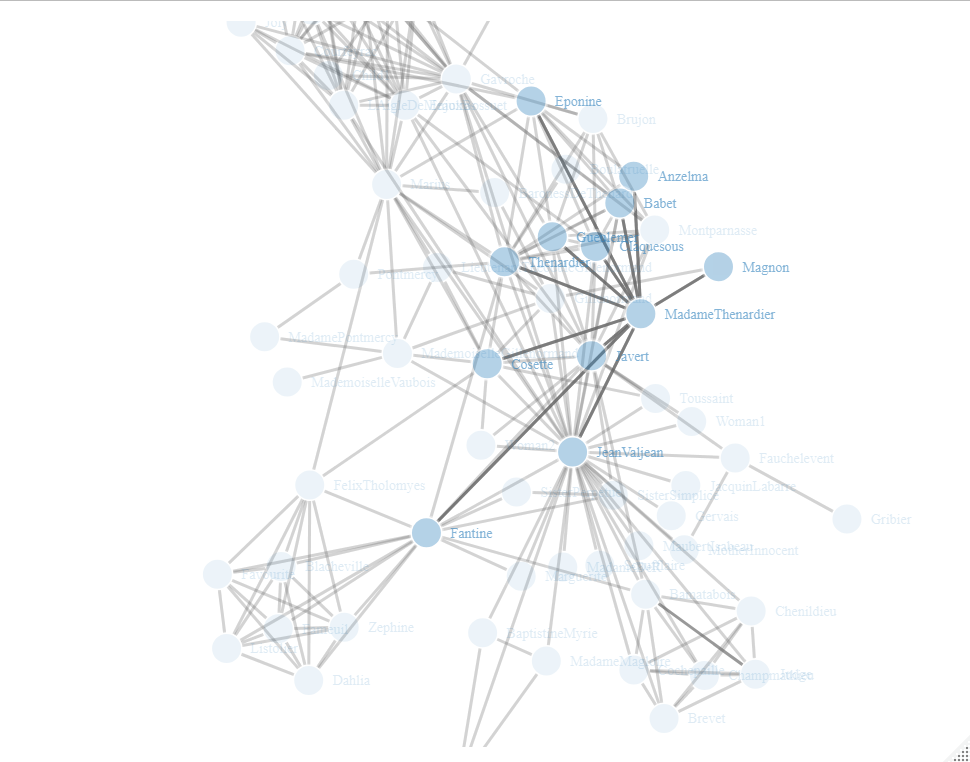 Gavroche
Eponine
Brujon
Anzelma
Marius
Babet
Montparnasse
Gueulemer
Claquesous
Thenardier
Magnon
Pontmercy
MadameThenardier
MadamePontmercy
Javert
Cosette
MademoiselleVaubois
Toussaint
Woman1
JeanValjean
Fauchelevent
FelixTholomyes
JacquinLabarre
SisterSimplice
Gervais
Gribier
Fantine
MotherInnocent
Blacheville
Favourite
Marguerite
Bamatabois
Chenildieu
Zephine
BaptistineMyrie
Listolier
MadameMagloire
Champmathieu
Dahlia
Brevet